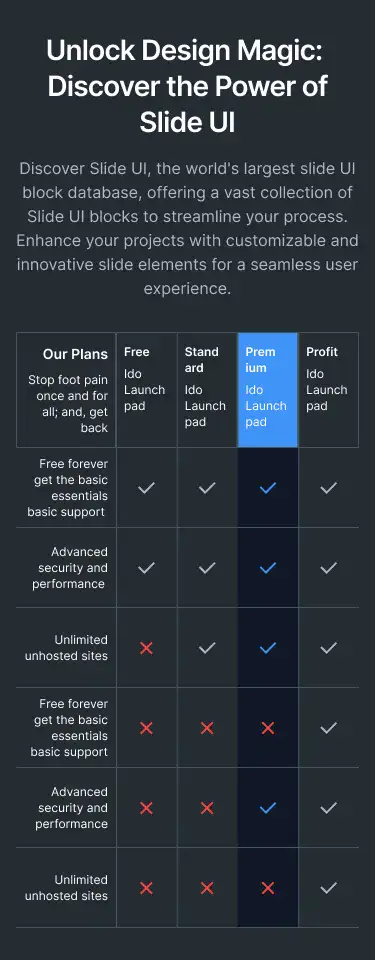 Unlock Design Magic:
Discover the Power of
Slide UI
Discover Slide UI, the world's largest slide UI
block database, offering a vast collection of
Slide UI blocks to streamline your process.
Enhance your projects with customizable and
innovative slide elements for a seamless user
experience.
Our Plans
Stop foot pain
once and for
all; and, get
back
Free
Ido
Launch
pad
Stand
ard
Ido
Launch
pad
Prem
ium
Ido
Launch
pad
Profit
Ido
Launch
pad
Free forever
get the basic
essentials
basic support
Advanced
security and
performance
Unlimited
unhosted sites
Free forever
get the basic
essentials
basic support
Advanced
security and
performance
Unlimited
unhosted sites